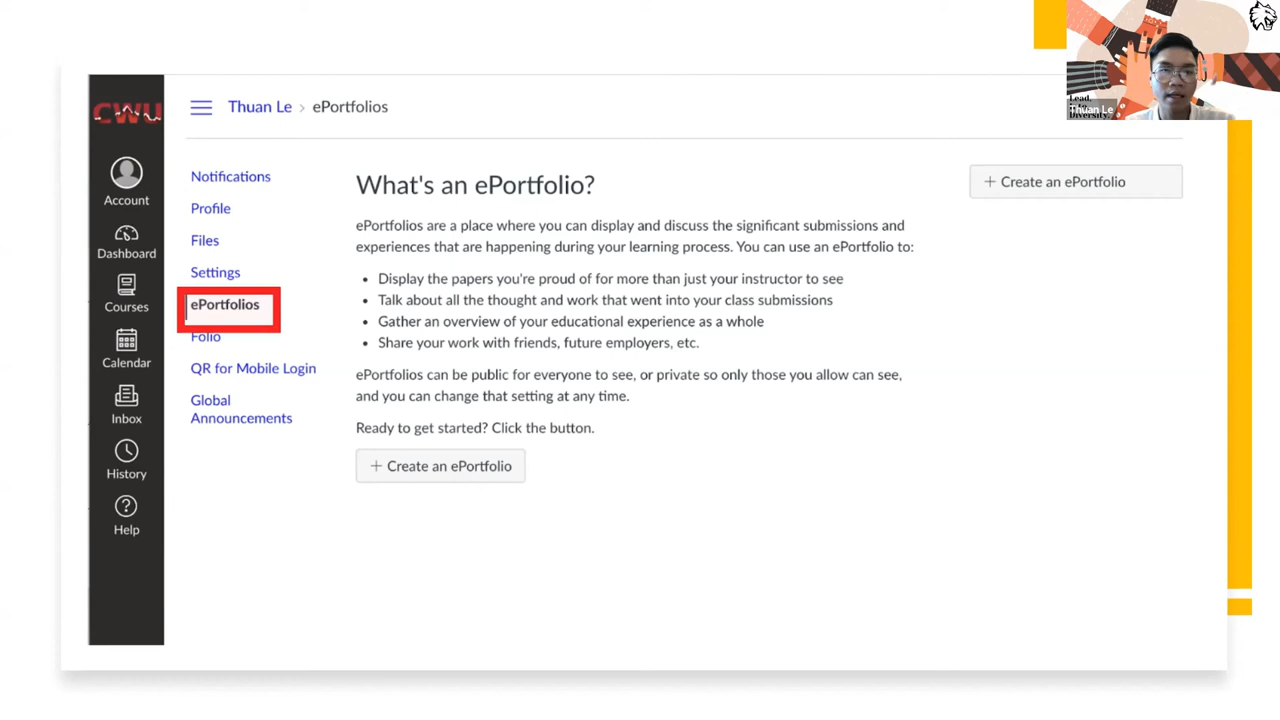 CWU
Account
Dashboard
Courses
Calendar
Inbox
History
Help
Thuan Le > ePortfolios
Notifications
Profile
Files
Settings
ePortfolios
Folio
QR for Mobile Login
Global
Announcements
What's an ePortfolio?
ePortfolios are a place where you can display and discuss the significant submissions and
experiences that are happening during your learning process. You can use an ePortfolio to:
• Display the papers you're proud of for more than just your instructor to see
• Talk about all the thought and work that went into your class submissions
• Gather an overview of your educational experience as a whole
• Share your work with friends, future employers, etc.
ePortfolios can be public for everyone to see, or private so only those you allow can see,
and you can change that setting at any time.
Ready to get started? Click the button.
+ Create an ePortfolio
+ Create an ePortfolio
Lead.
Thuan Le
Diversity.